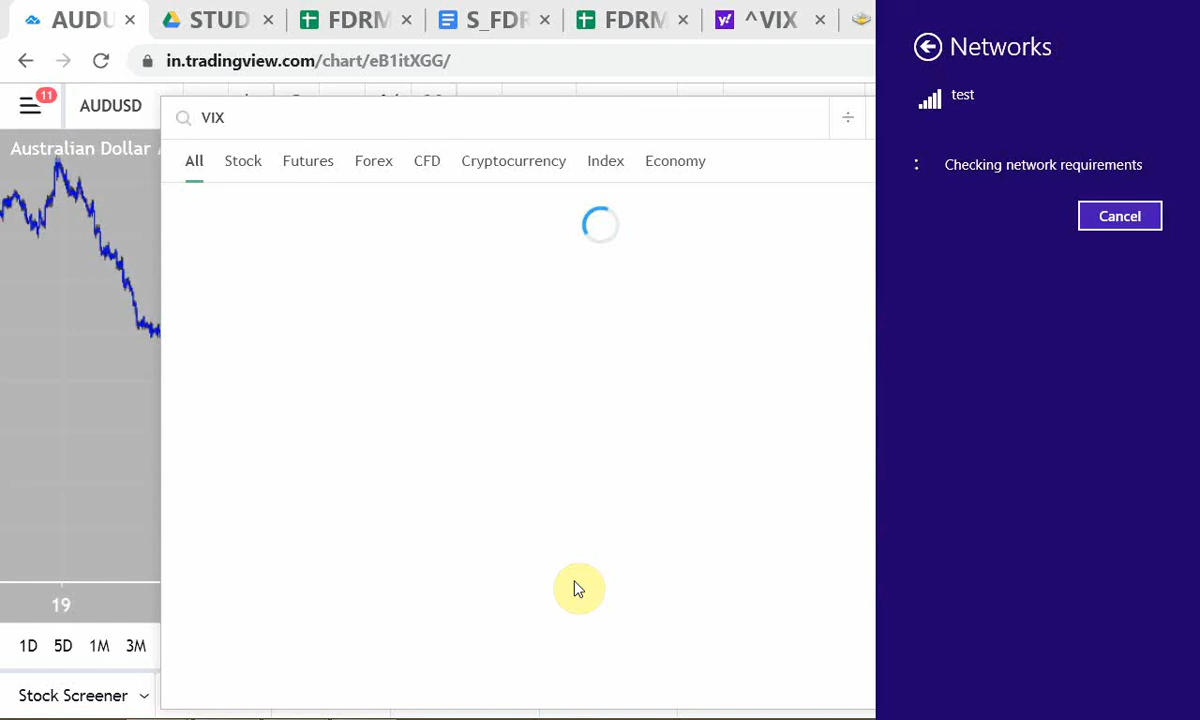 AUDU
STUD
FDRM
S_FDR
FDRM
^VIX
in.tradingview.com/chart/eB1itXGG/
11
AUDUSD
VIX
All Stock Futures Forex CFD Cryptocurrency Index Economy
Australian Dollar
19
1D 5D 1M 3M
Stock Screener
Networks
test
Checking network requirements
Cancel